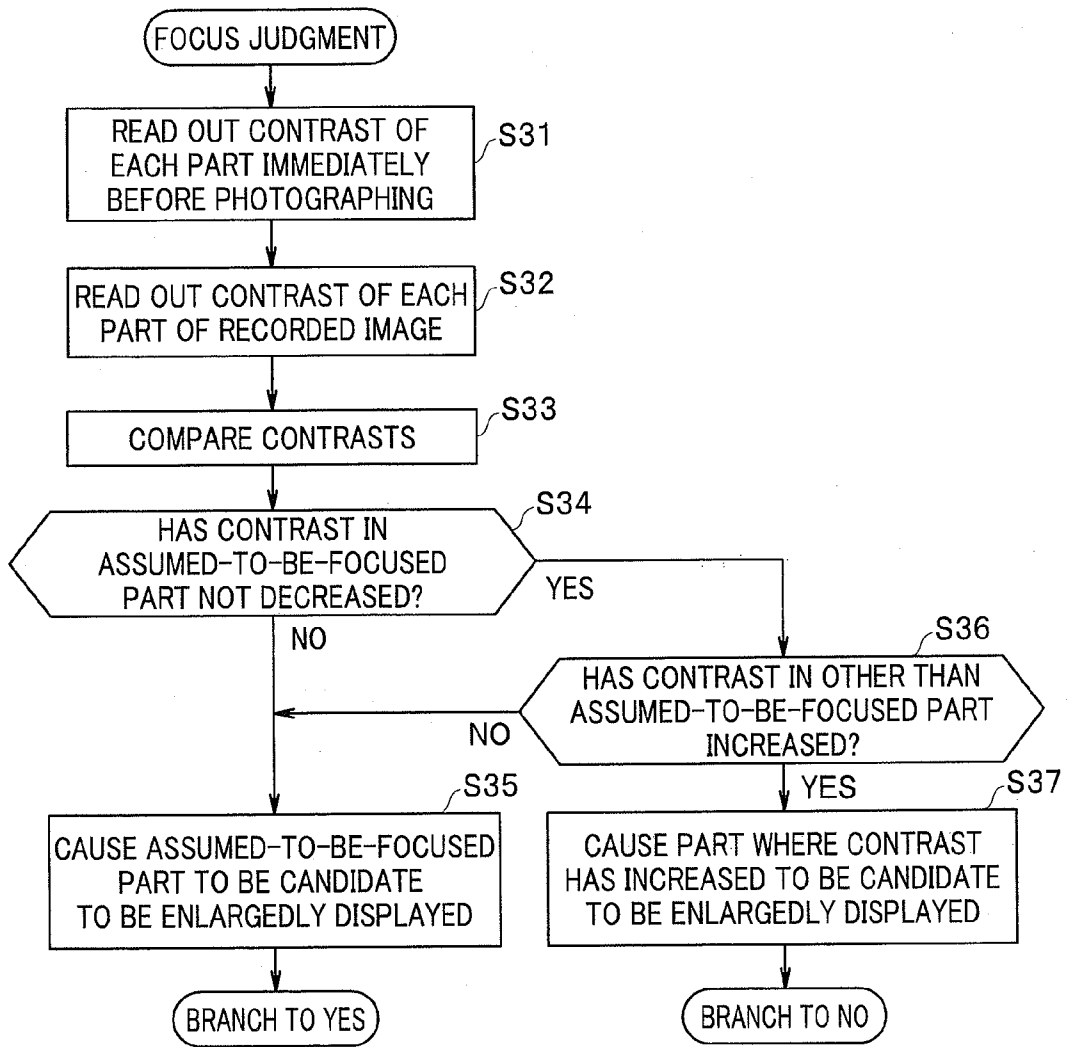 FOCUS JUDGMENT
READ OUT CONTRAST OF
EACH PART IMMEDIATELY
BEFORE PHOTOGRAPHING
S31
READ OUT CONTRAST OF EACH
PART OF RECORDED IMAGE
S32
COMPARE CONTRASTS
S33
HAS CONTRAST IN
ASSUMED-TO-BE-FOCUSED
PART NOT DECREASED?
S34
YES
NO
HAS CONTRAST IN OTHER THAN
ASSUMED-TO-BE-FOCUSED PART
INCREASED?
S36
NO
YES
CAUSE ASSUMED-TO-BE-FOCUSED
PART TO BE CANDIDATE
TO BE ENLARGEDLY DISPLAYED
S35
CAUSE PART WHERE CONTRAST
HAS INCREASED TO BE CANDIDATE
TO BE ENLARGEDLY DISPLAYED
S37
BRANCH TO YES
BRANCH TO NO